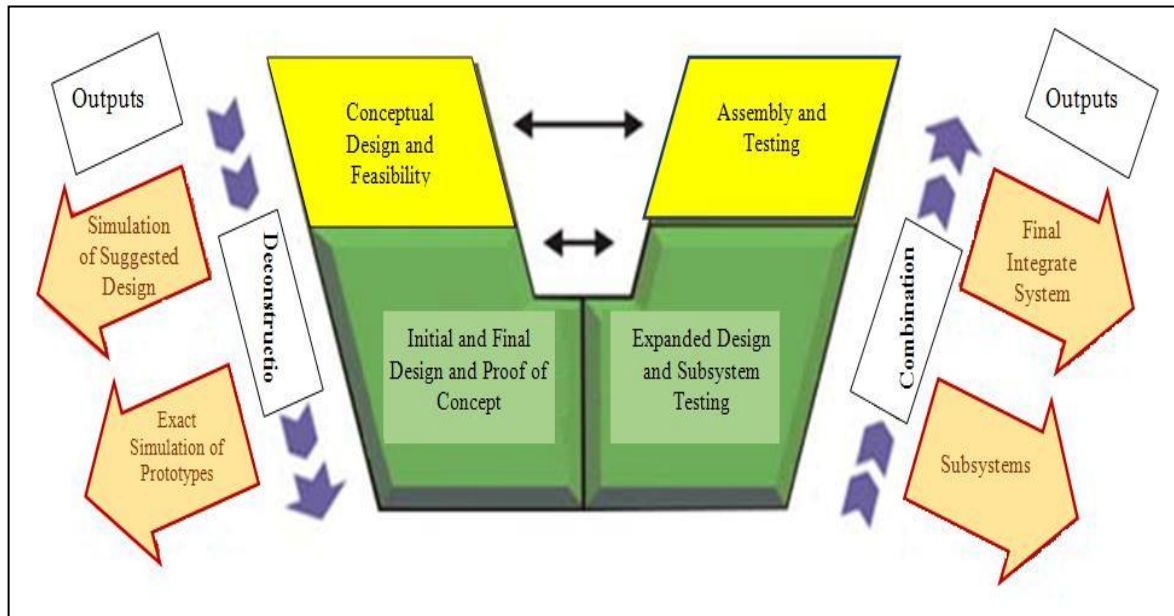 Outputs
Simulation
of Suggested
Design
Exact
Simulation of
Prototypes
Deconstructio
Conceptual
Design and
Feasibility
Initial and Final
Design and Proof of
Concept
Assembly and
Testing
Expanded Design
and Subsystem
Testing
Combination
Outputs
Final
Integrate
System
Subsystems